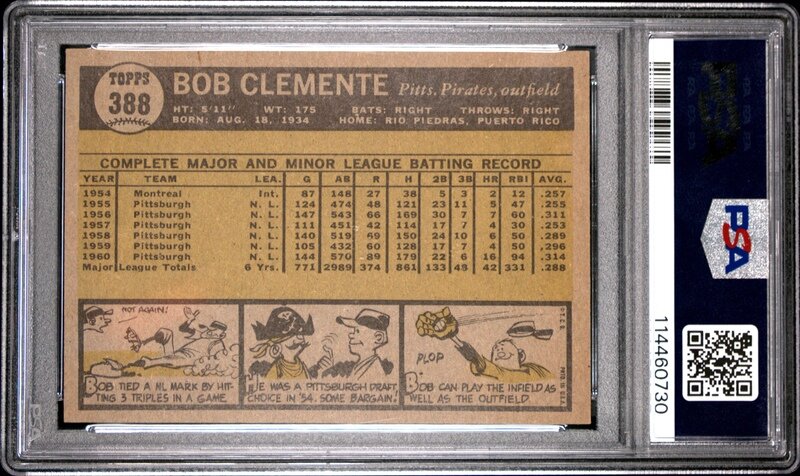 TOPPS
388
BOB CLEMENTE Pitts. Pirates, outfield
HT: 5'11" WT: 175 BATS: RIGHT THROWS: RIGHT
BORN: AUG. 18, 1934 HOME: RIO PIEDRAS, PUERTO RICO
COMPLETE MAJOR AND MINOR LEAGUE BATTING RECORD
YEAR TEAM LEA. G AB R H 2B 3B HR RBI AVG.
1954 Montreal Int. 87 148 27 38 5 3 2 12 .257
1955 Pittsburgh N. L. 124 474 48 121 23 11 5 47 .255
1956 Pittsburgh N. L. 147 543 66 169 30 7 7 60 .311
1957 Pittsburgh N. L. 111 451 42 114 17 7 4 30 .253
1958 Pittsburgh N. L. 140 519 69 150 24 10 6 50 .289
1959 Pittsburgh N. L. 105 432 60 128 17 7 4 50 .296
1960 Pittsburgh N. L. 144 570 89 179 22 6 16 94 .314
Major League Totals 6 Yrs. 771 2989 374 861 133 48 42 331 .288
NOT AGAIN!
BOB TIED A NL MARK BY HIT-
TING 3 TRIPLES IN A GAME.
HE WAS A PITTSBURGH DRAFT
CHOICE IN '54. SOME BARGAIN!
PLOP
BOB CAN PLAY THE INFIELD AS
WELL AS THE OUTFIELD.
©T.C.G. PRTD. IN U.S.A.
PSA
114460730
PSA